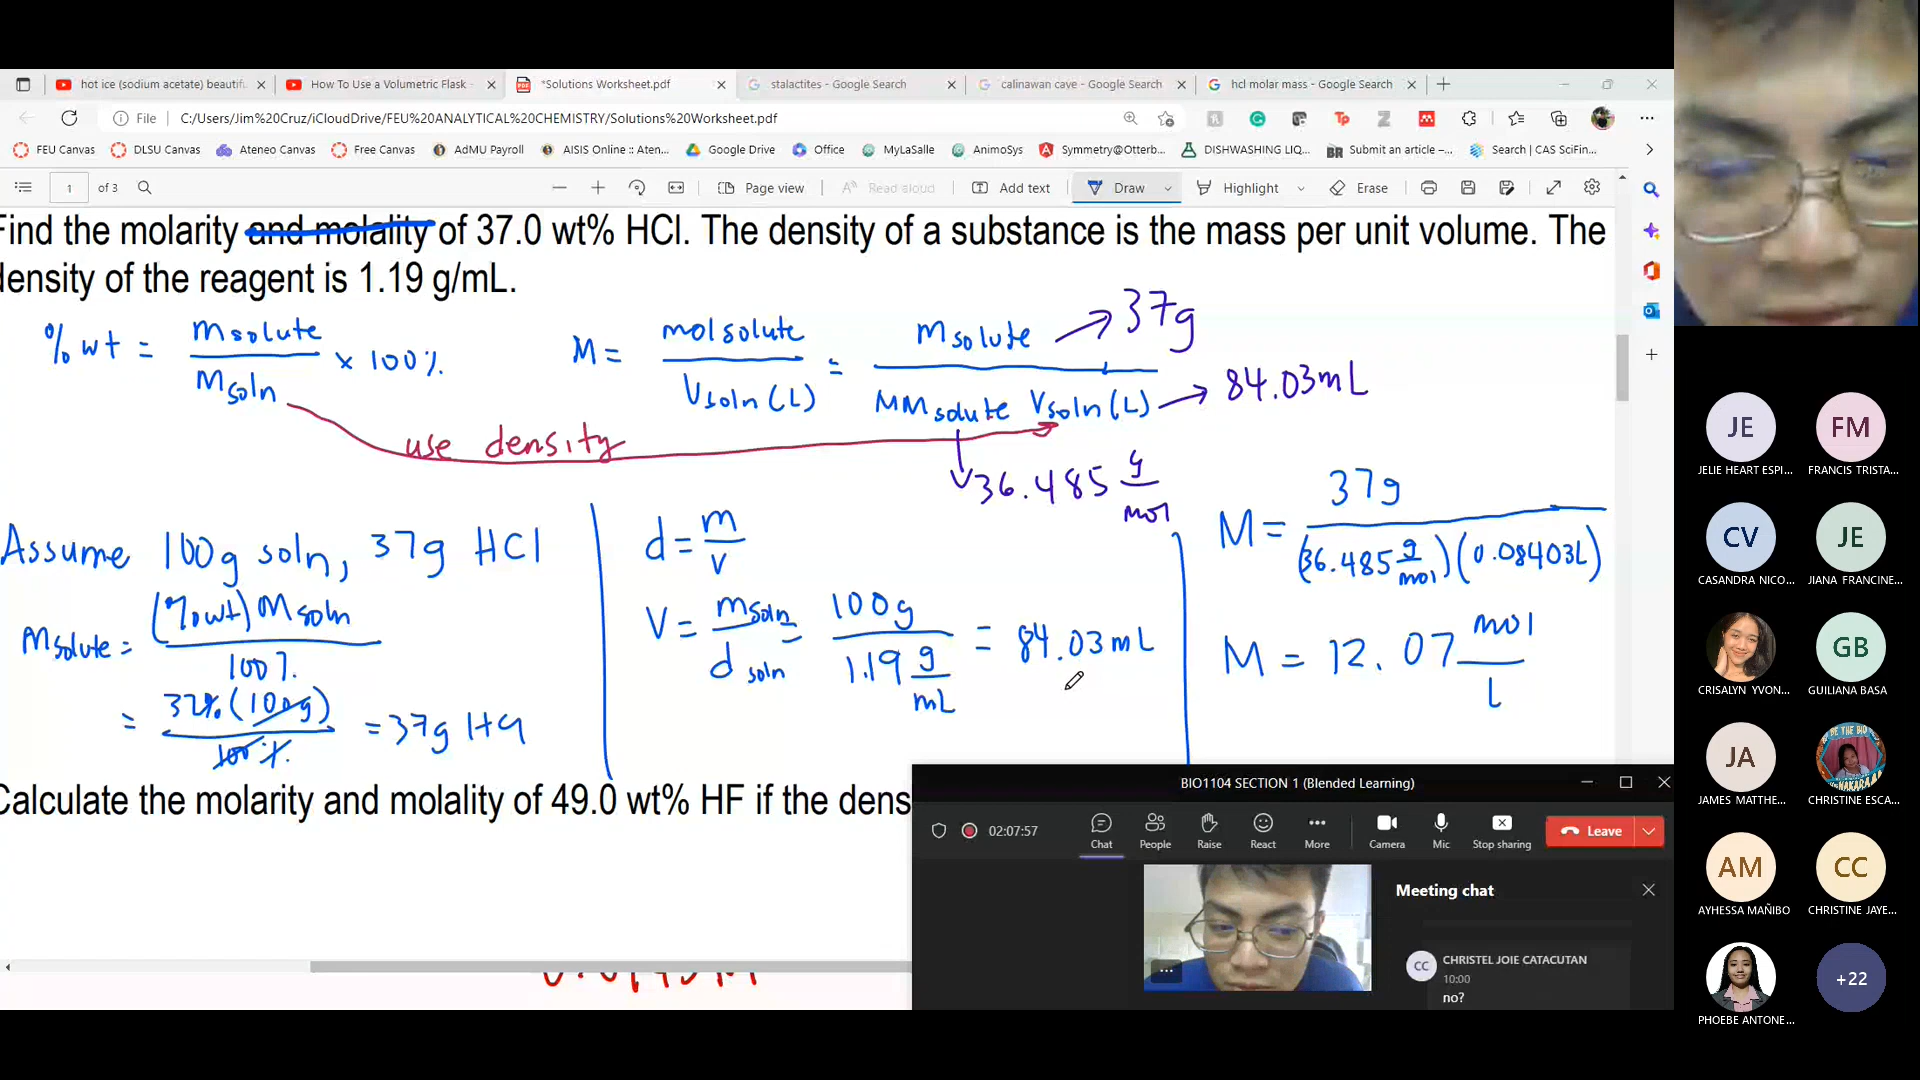 hot ice (sodium acetate) beautif
How To Use a Volumetric Flask -
*Solutions Worksheet.pdf
stalactites - Google Search
calinawan cave - Google Search
hcl molar mass - Google Search
File C:/Users/Jim%20Cruz/iCloudDrive/FEU%20ANALYTICAL%20CHEMISTRY/Solutions%20Worksheet.pdf
FEU Canvas DLSU Canvas Ateneo Canvas Free Canvas AdMU Payroll AISIS Online :: Aten... Google Drive Office MyLaSalle AnimoSys Symmetry@Otterb... DISHWASHING LIQ... BR Submit an article –... Search | CAS SciFin...
1 of 3 Page view Read aloud Add text Draw Highlight Erase
Find the molarity and molality of 37.0 wt% HCl. The density of a substance is the mass per unit volume. The
density of the reagent is 1.19 g/mL.
% wt = msolute / msoln × 100%
M = mol solute / Vsoln (L) = msolute / MMsolute Vsoln (L)
37g
84.03mL
36.485 g/mol
use density
Assume 100g soln, 37g HCl
msolute = (%wt) msoln / 100%
= 37% (100g) / 100% = 37g HCl
d = m/v
V = msoln / dsoln = 100g / 1.19 g/mL = 84.03mL
M = 37g / (36.485 g/mol)(0.08403L)
M = 12.07 mol/L
Calculate the molarity and molality of 49.0 wt% HF if the dens
BIO1104 SECTION 1 (Blended Learning)
02:07:57
Chat People Raise React More Camera Mic Stop sharing Leave
Meeting chat
CC CHRISTEL JOIE CATACUTAN
10:00
no?
JE FM
JELIE HEART ESPI... FRANCIS TRISTA...
CV JE
CASANDRA NICO... JIANA FRANCINE...
GB
CRISALYN YVON... GUILIANA BASA
JA
JAMES MATTHE... CHRISTINE ESCA...
AM CC
AYHESSA MAÑIBO CHRISTINE JAYE...
+22
PHOEBE ANTONE...